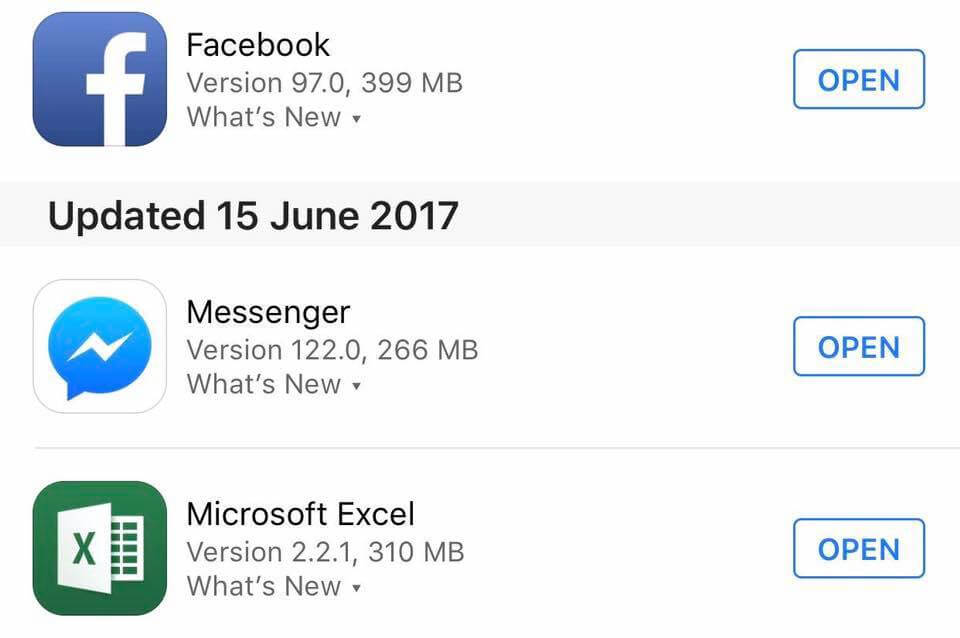 Facebook
Version 97.0, 399 MB
What's New ▾
OPEN
Updated 15 June 2017
Messenger
Version 122.0, 266 MB
What's New ▾
OPEN
Microsoft Excel
Version 2.2.1, 310 MB
What's New ▾
OPEN